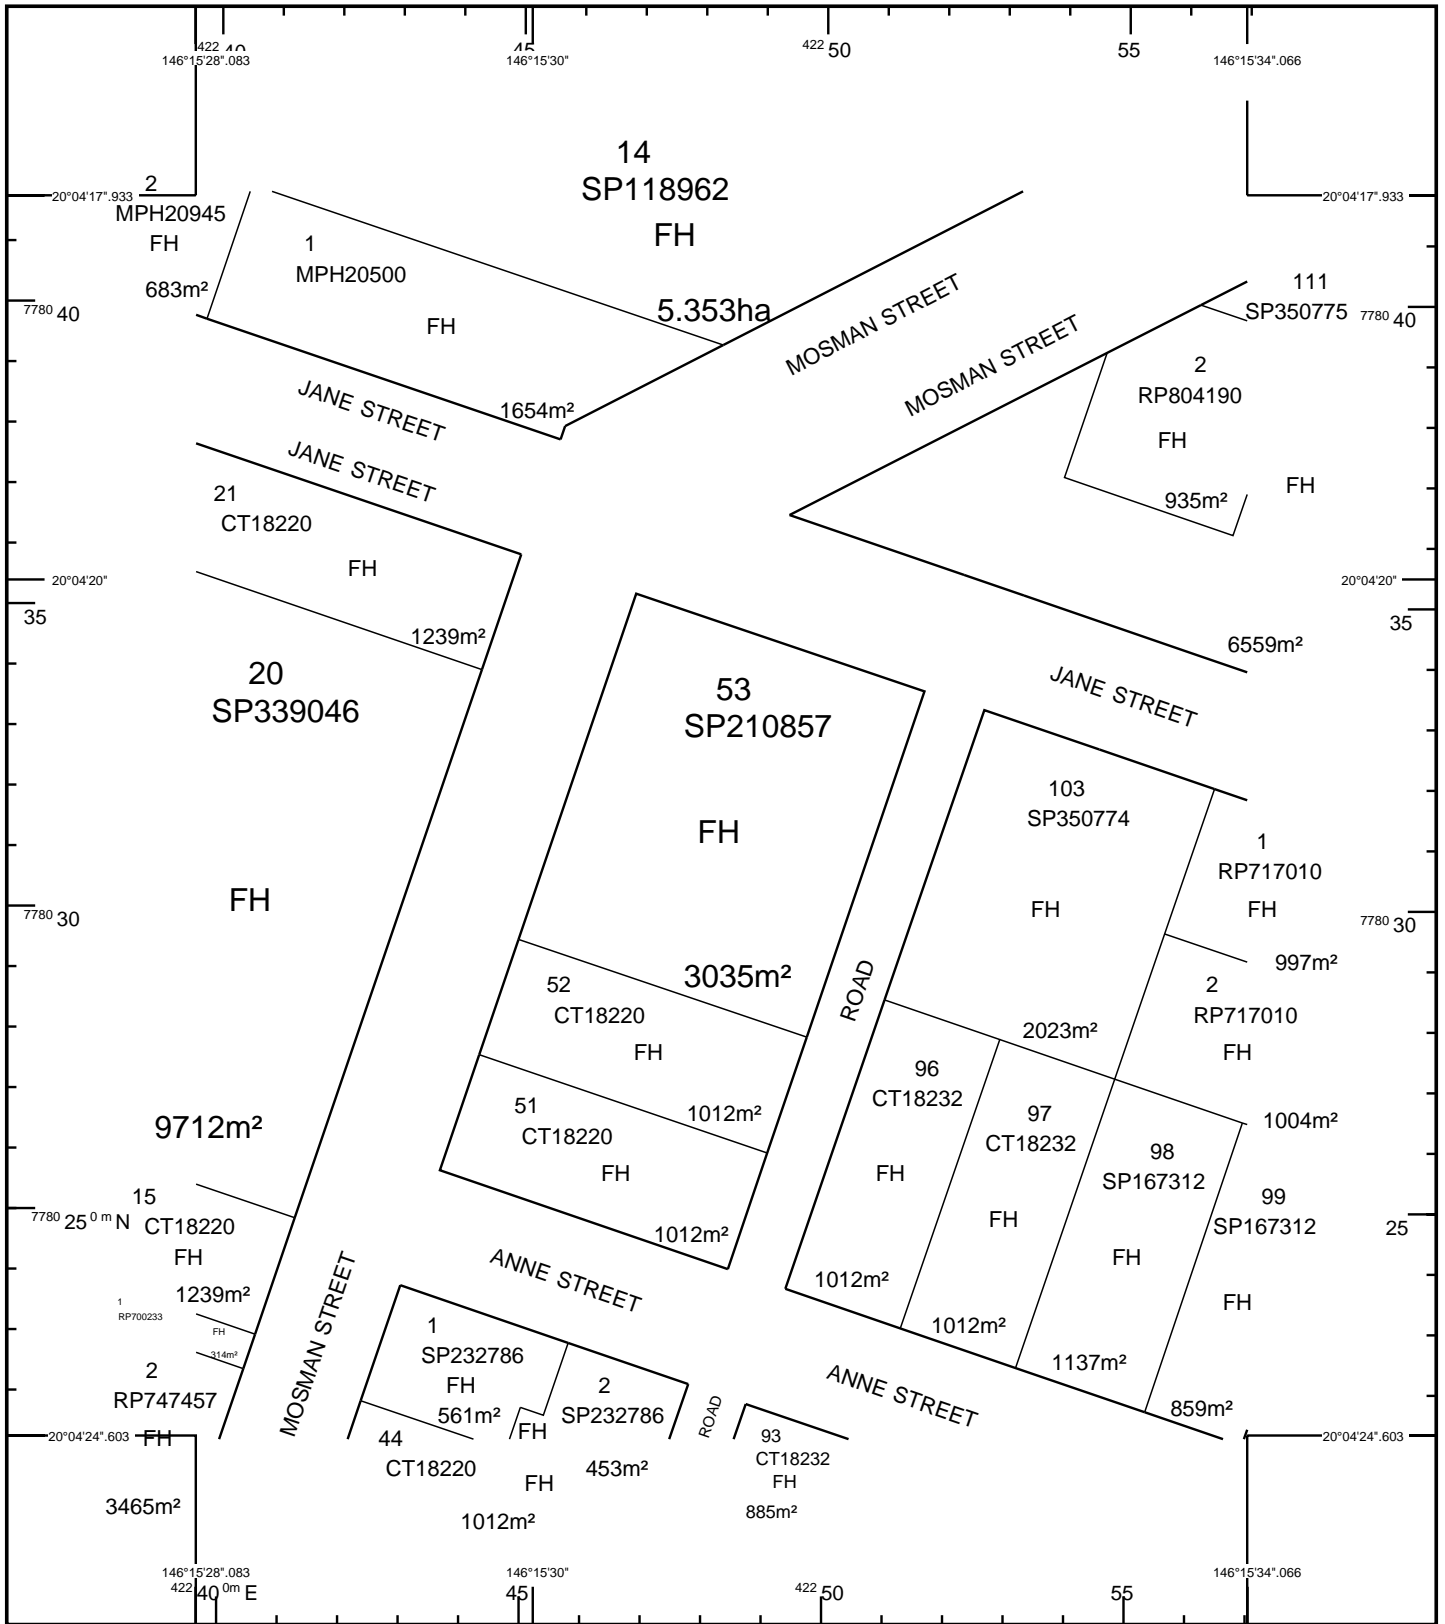 422 40
45
422 50
55
146°15'28".083
146°15'30"
146°15'34".066
14
SP118962
FH
5.353ha
2
20°04'17".933
MPH20945
FH
683m²
20°04'17".933
1
MPH20500
FH
1654m²
7780 40
111
SP350775
7780 40
MOSMAN STREET
MOSMAN STREET
2
RP804190
FH
935m²
FH
JANE STREET
JANE STREET
21
CT18220
FH
1239m²
20°04'20"
35
20°04'20"
35
6559m²
20
SP339046
FH
9712m²
53
SP210857
FH
3035m²
JANE STREET
103
SP350774
FH
2023m²
1
RP717010
FH
997m²
7780 30
7780 30
52
CT18220
FH
1012m²
ROAD
2
RP717010
FH
1004m²
96
CT18232
FH
1012m²
97
CT18232
FH
1012m²
98
SP167312
FH
1137m²
99
SP167312
FH
859m²
51
CT18220
FH
1012m²
7780 25 0 m N
25
15
CT18220
FH
1239m²
1
RP700233
FH
314m²
2
RP747457
FH
3465m²
MOSMAN STREET
ANNE STREET
ANNE STREET
1
SP232786
FH
561m²
2
SP232786
FH
453m²
ROAD
44
CT18220
FH
1012m²
93
CT18232
FH
885m²
20°04'24".603
20°04'24".603
146°15'28".083
146°15'30"
146°15'34".066
422 40 0m E
45
422 50
55